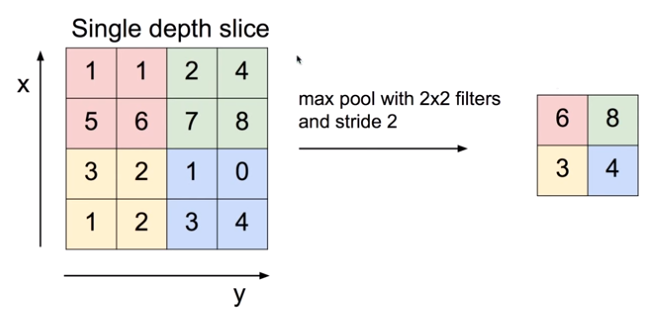 Single depth slice
x
1 1 2 4
5 6 7 8
3 2 1 0
1 2 3 4
y
max pool with 2x2 filters
and stride 2
6 8
3 4